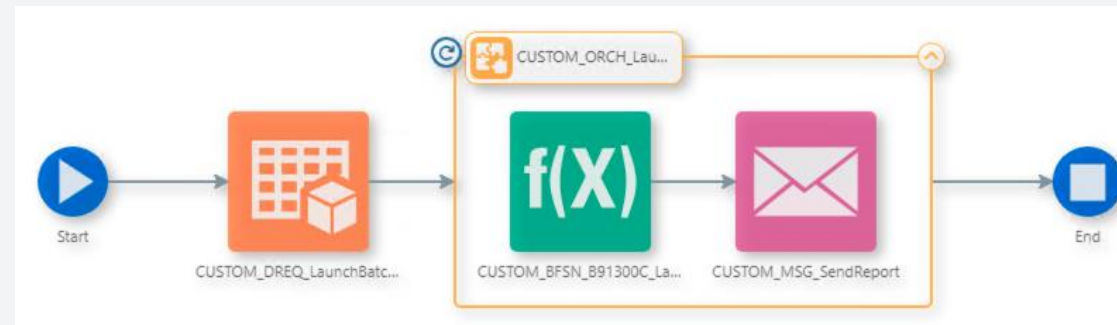 CUSTOM_ORCH_Lau...
f(X)
Start
CUSTOM_DREQ_LaunchBatc...
CUSTOM_BFSN_B91300C_La...
CUSTOM_MSG_SendReport
End